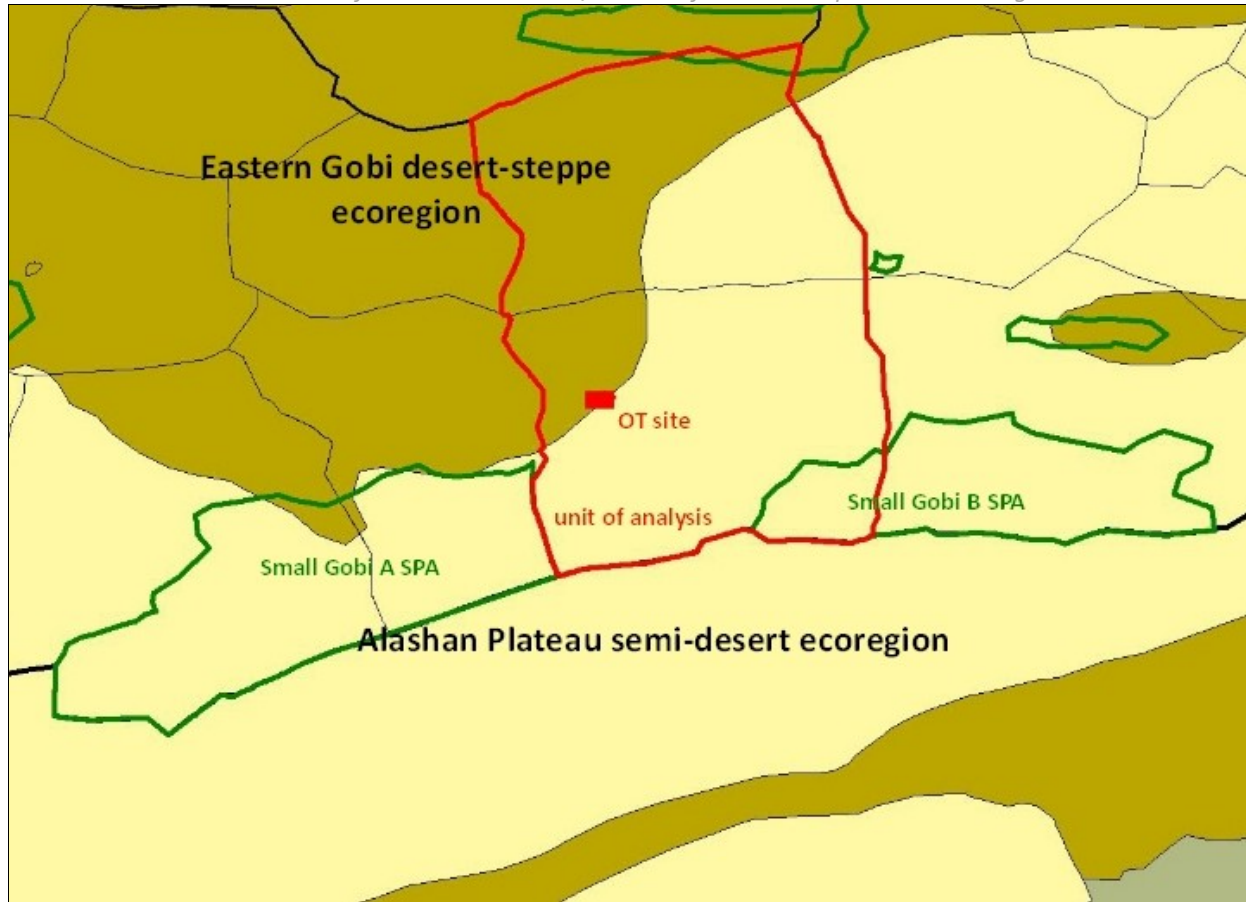 Eastern Gobi desert-steppe
ecoregion
OT site
unit of analysis
Small Gobi B SPA
Small Gobi A SPA
Alashan Plateau semi-desert ecoregion